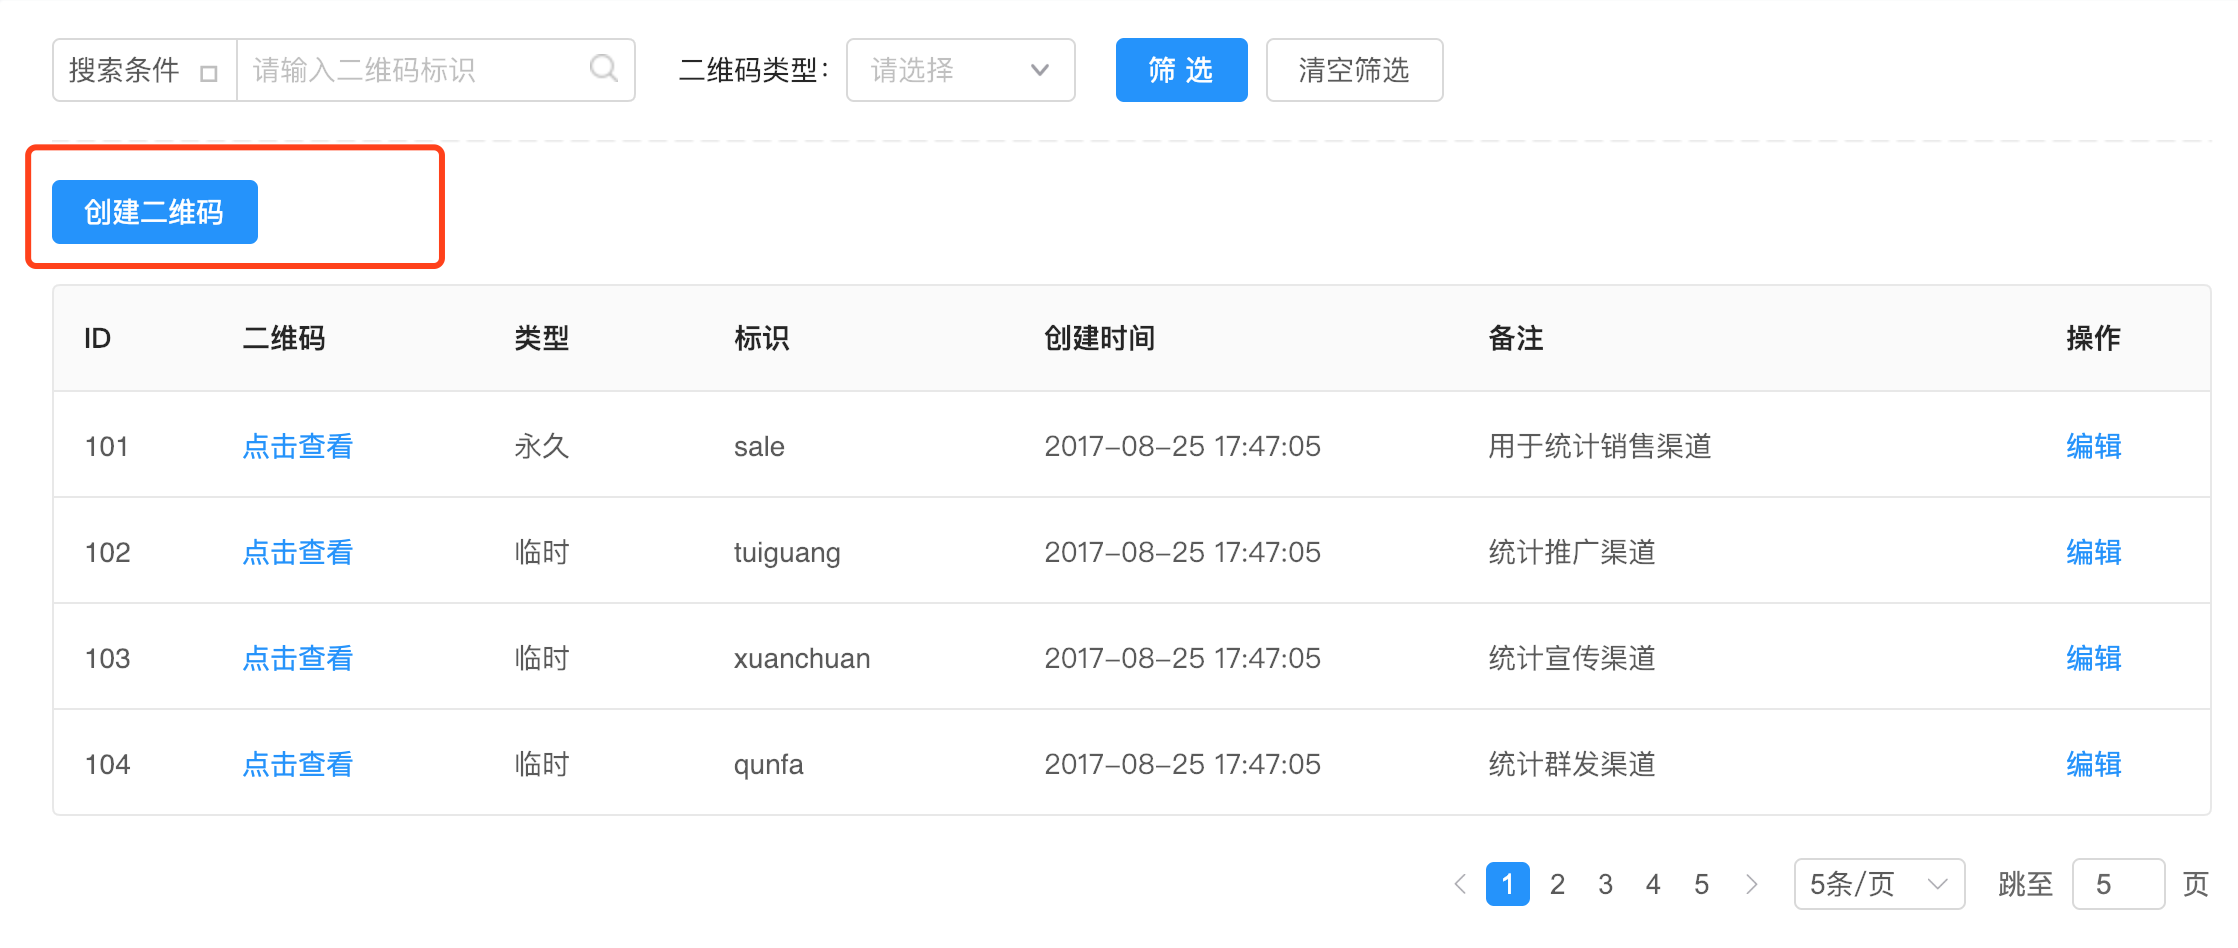 搜索条件 请输入二维码标识 二维码类型： 请选择 筛 选 清空筛选
创建二维码
ID 二维码 类型 标识 创建时间 备注 操作
101 点击查看 永久 sale 2017-08-25 17:47:05 用于统计销售渠道 编辑
102 点击查看 临时 tuiguang 2017-08-25 17:47:05 统计推广渠道 编辑
103 点击查看 临时 xuanchuan 2017-08-25 17:47:05 统计宣传渠道 编辑
104 点击查看 临时 qunfa 2017-08-25 17:47:05 统计群发渠道 编辑
1 2 3 4 5 5条/页 跳至 5 页